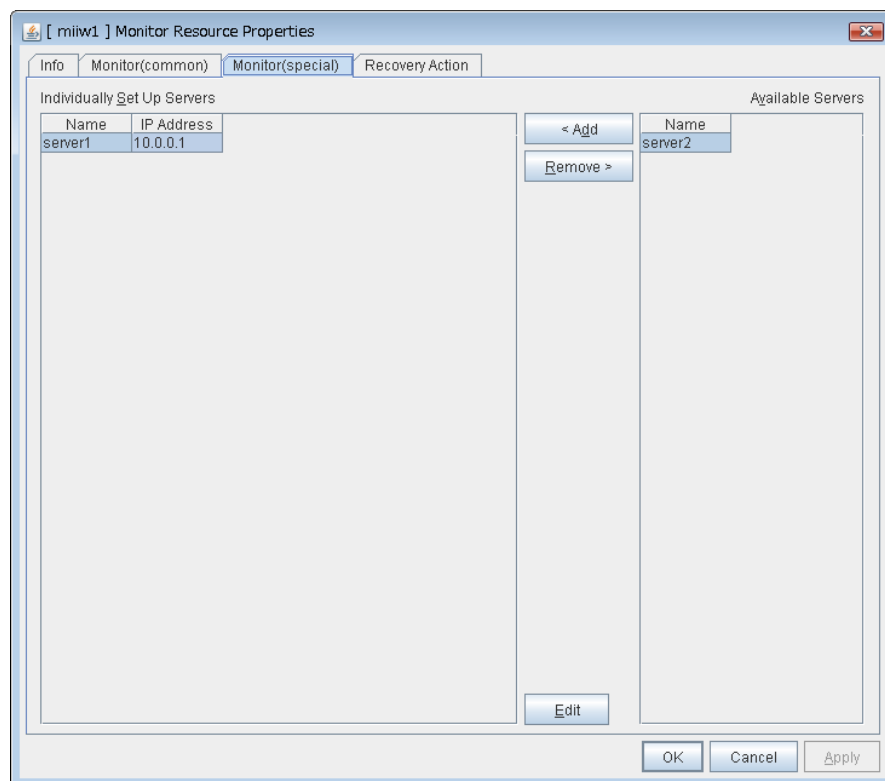 [ miiw1 ] Monitor Resource Properties
Info Monitor(common) Monitor(special) Recovery Action
Individually Set Up Servers Available Servers
Name IP Address < Add Name
server1 10.0.0.1 server2
Remove >
Edit
OK Cancel Apply